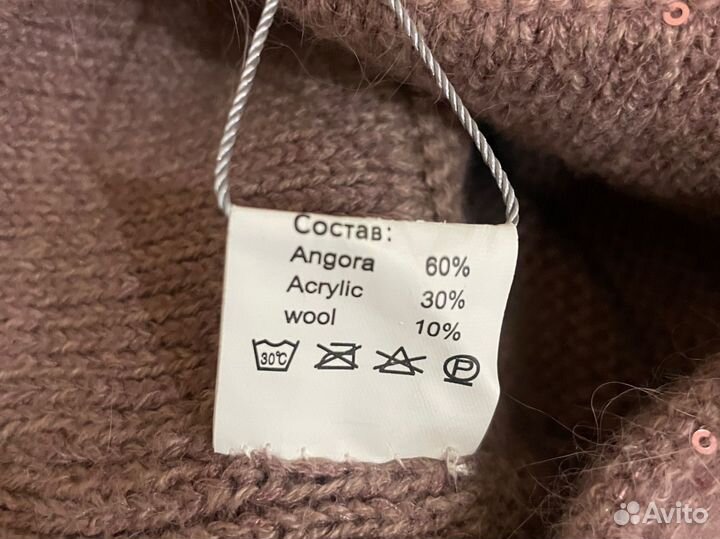 Состав:
Angora 60%
Acrylic 30%
wool 10%
30°C
P
Avito